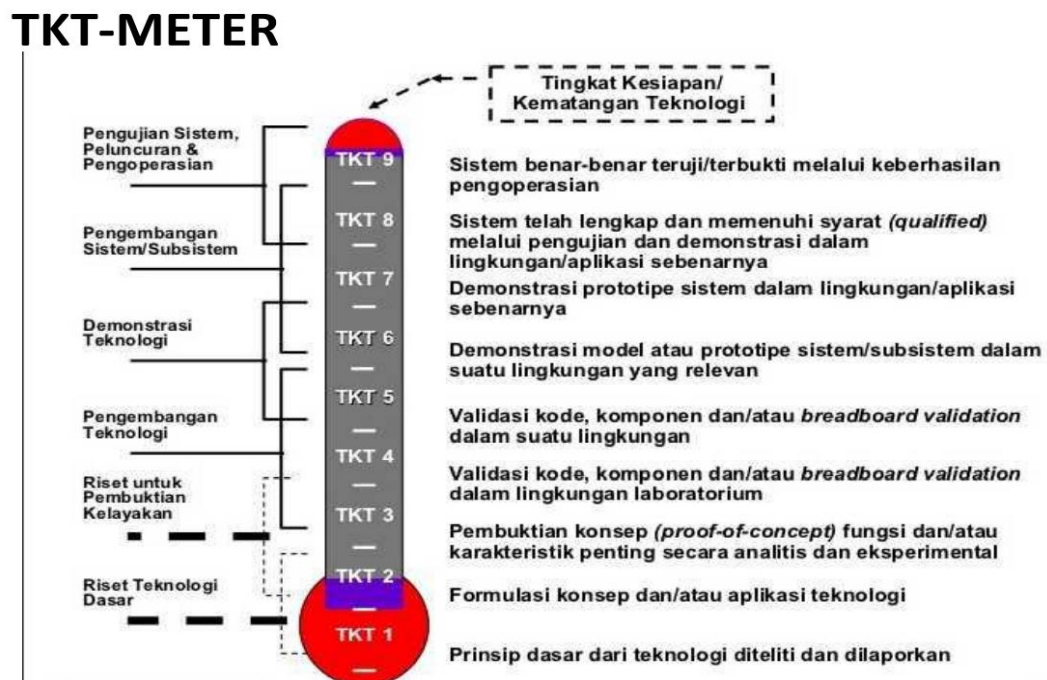 TKT-METER
Tingkat Kesiapan/
Kematangan Teknologi
Pengujian Sistem,
Peluncuran &
Pengoperasian
Pengembangan
Sistem/Subsistem
Demonstrasi
Teknologi
Pengembangan
Teknologi
Riset untuk
Pembuktian
Kelayakan
Riset Teknologi
Dasar
TKT 9
TKT 8
TKT 7
TKT 6
TKT 5
TKT 4
TKT 3
TKT 2
TKT 1
Sistem benar-benar teruji/terbukti melalui keberhasilan
pengoperasian
Sistem telah lengkap dan memenuhi syarat (qualified)
melalui pengujian dan demonstrasi dalam
lingkungan/aplikasi sebenarnya
Demonstrasi prototipe sistem dalam lingkungan/aplikasi
sebenarnya
Demonstrasi model atau prototipe sistem/subsistem dalam
suatu lingkungan yang relevan
Validasi kode, komponen dan/atau breadboard validation
dalam suatu lingkungan
Validasi kode, komponen dan/atau breadboard validation
dalam lingkungan laboratorium
Pembuktian konsep (proof-of-concept) fungsi dan/atau
karakteristik penting secara analitis dan eksperimental
Formulasi konsep dan/atau aplikasi teknologi
Prinsip dasar dari teknologi diteliti dan dilaporkan